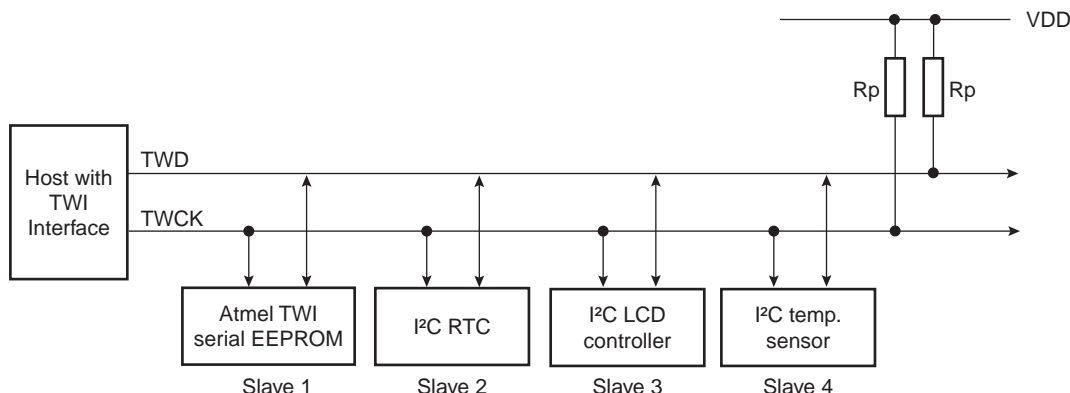 VDD
Rp
Rp
Host with
TWI
Interface
TWD
TWCK
Atmel TWI
serial EEPROM
I²C RTC
I²C LCD
controller
I²C temp.
sensor
Slave 1
Slave 2
Slave 3
Slave 4